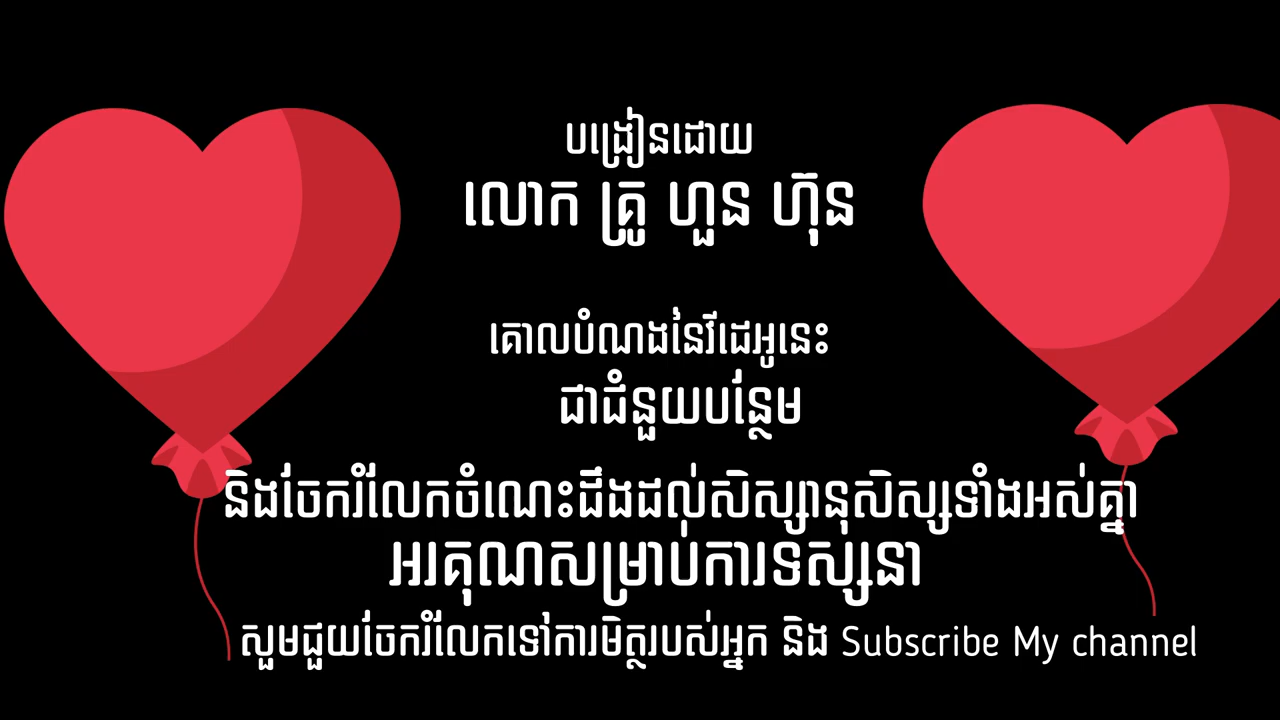 បង្រៀនដោយ
លោក គ្រូ ហួន ហ៊ុន
គោលបំណងនៃវីដេអូនេះ
ជាជំនួយបន្ថែម
និងចែករំលែកចំណេះដឹងដល់សិស្សានុសិស្សទាំងអស់គ្នា
អរគុណសម្រាប់ការទស្សនា
សួមជួយចែករំលែកទៅការមិត្តរបស់អ្នក និង Subscribe My channel